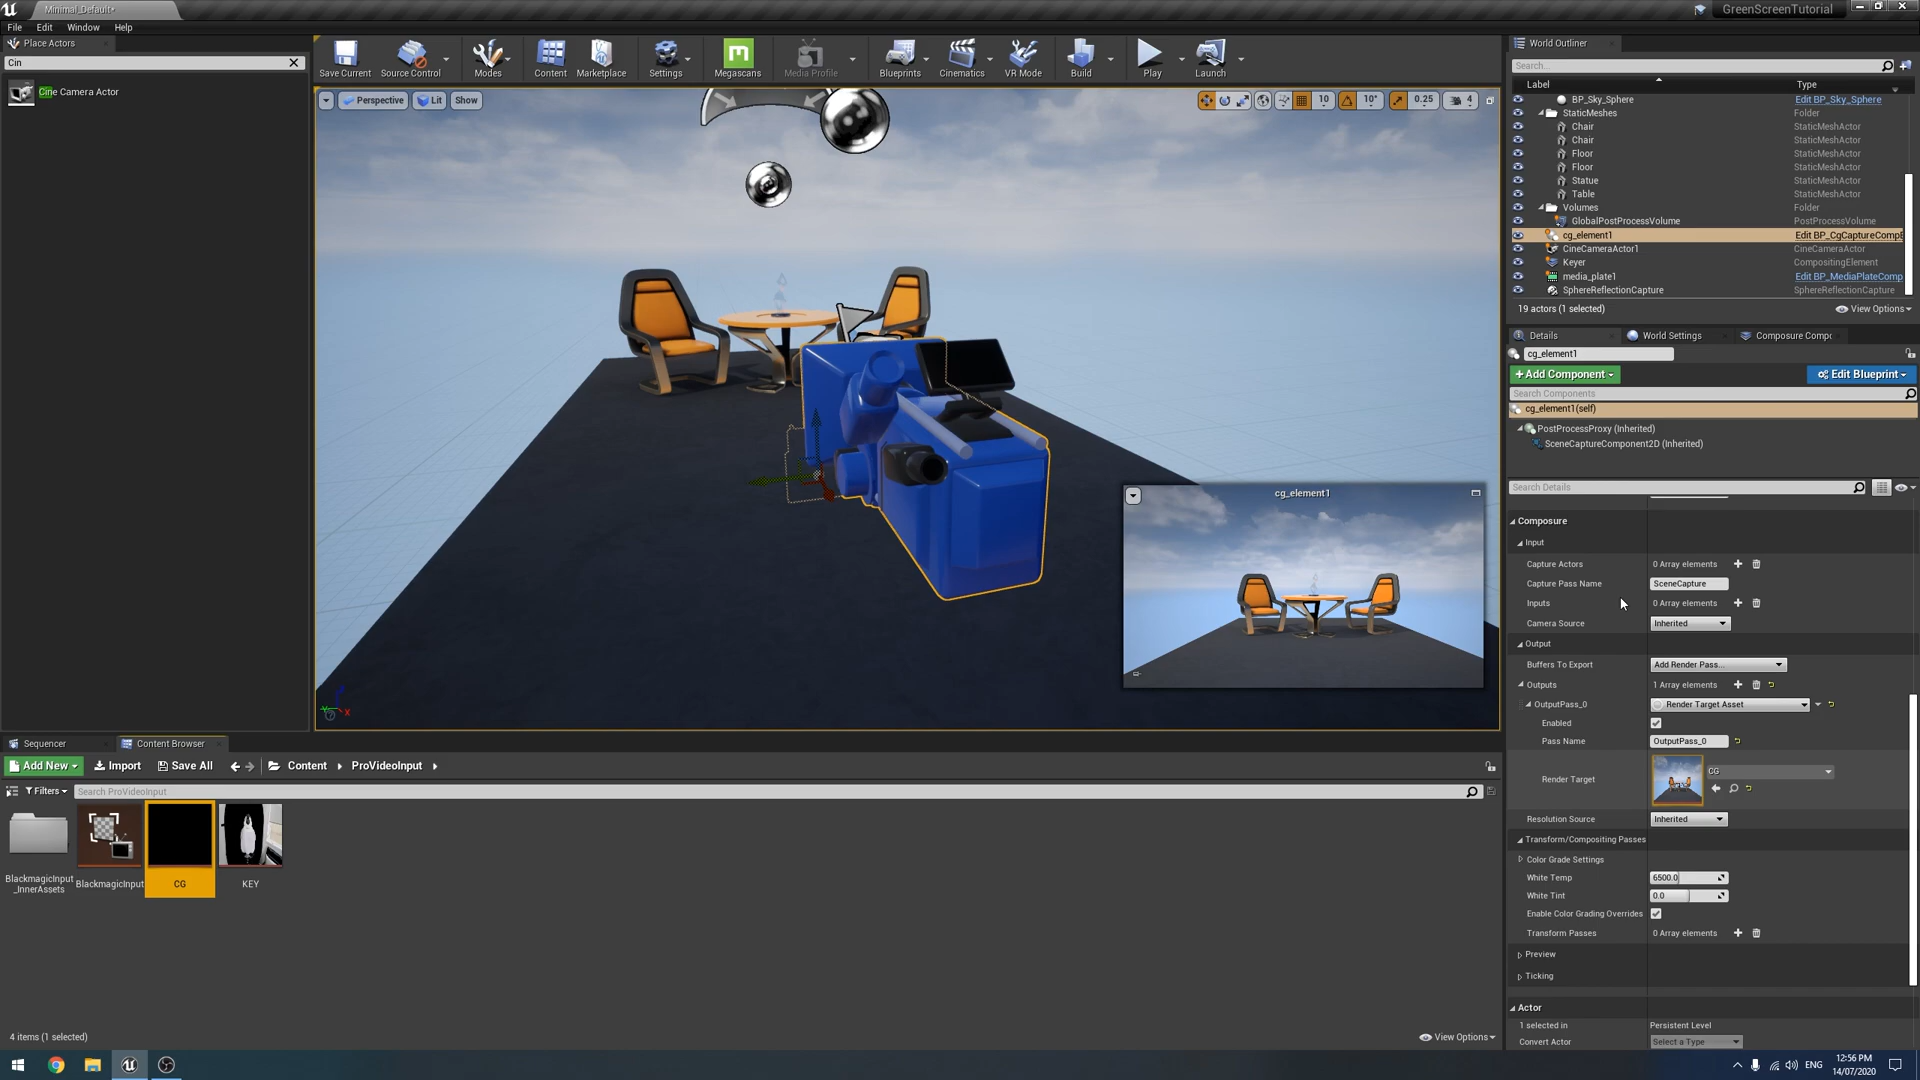 Minimal_Default*
GreenScreenTutorial
File Edit Window Help
Place Actors
Cin
Cine Camera Actor
Save Current
Source Control
Modes
Content
Marketplace
Settings
Megascans
Media Profile
Blueprints
Cinematics
VR Mode
Build
Play
Launch
Perspective
Lit
Show
10
10°
0.25
4
cg_element1
World Outliner
Search...
Label Type
BP_Sky_Sphere Edit BP_Sky_Sphere
StaticMeshes Folder
Chair StaticMeshActor
Chair StaticMeshActor
Floor StaticMeshActor
Floor StaticMeshActor
Statue StaticMeshActor
Table StaticMeshActor
Volumes Folder
GlobalPostProcessVolume PostProcessVolume
cg_element1 Edit BP_CgCaptureCompE
CineCameraActor1 CineCameraActor
Keyer CompositingElement
media_plate1 Edit BP_MediaPlateComp
SphereReflectionCapture SphereReflectionCapture
19 actors (1 selected) View Options
Details World Settings Composure Compo
cg_element1
+Add Component Edit Blueprint
Search Components
cg_element1(self)
PostProcessProxy (Inherited)
SceneCaptureComponent2D (Inherited)
Search Details
Composure
Input
Capture Actors 0 Array elements
Capture Pass Name SceneCapture
Inputs 0 Array elements
Camera Source Inherited
Output
Buffers To Export Add Render Pass...
Outputs 1 Array elements
OutputPass_0 Render Target Asset
Enabled
Pass Name OutputPass_0
Render Target CG
Resolution Source Inherited
Transform/Compositing Passes
Color Grade Settings
White Temp 6500.0
White Tint 0.0
Enable Color Grading Overrides
Transform Passes 0 Array elements
Preview
Ticking
Actor
1 selected in Persistent Level
Convert Actor Select a Type
Sequencer Content Browser
Add New Import Save All Content ProVideoInput
Filters Search ProVideoInput
BlackmagicInput
_InnerAssets
BlackmagicInput
CG
KEY
4 items (1 selected) View Options
ENG
12:56 PM
14/07/2020